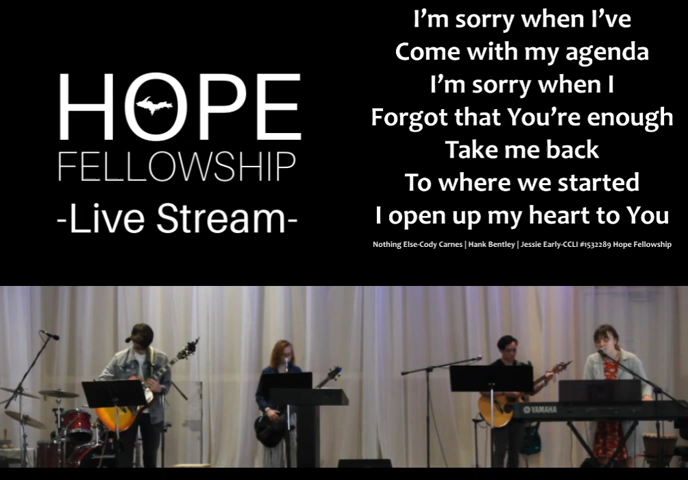 HOPE
FELLOWSHIP
-Live Stream-
I'm sorry when I've
Come with my agenda
I'm sorry when I
Forgot that You're enough
Take me back
To where we started
I open up my heart to You
Nothing Else-Cody Carnes | Hank Bentley | Jessie Early-CCLI #1532289 Hope Fellowship
YAMAHA